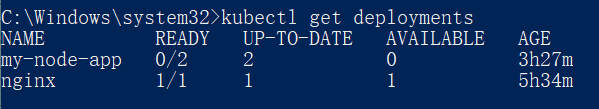 C:\Windows\system32>kubectl get deployments
NAME READY UP-TO-DATE AVAILABLE AGE
my-node-app 0/2 2 0 3h27m
nginx 1/1 1 1 5h34m